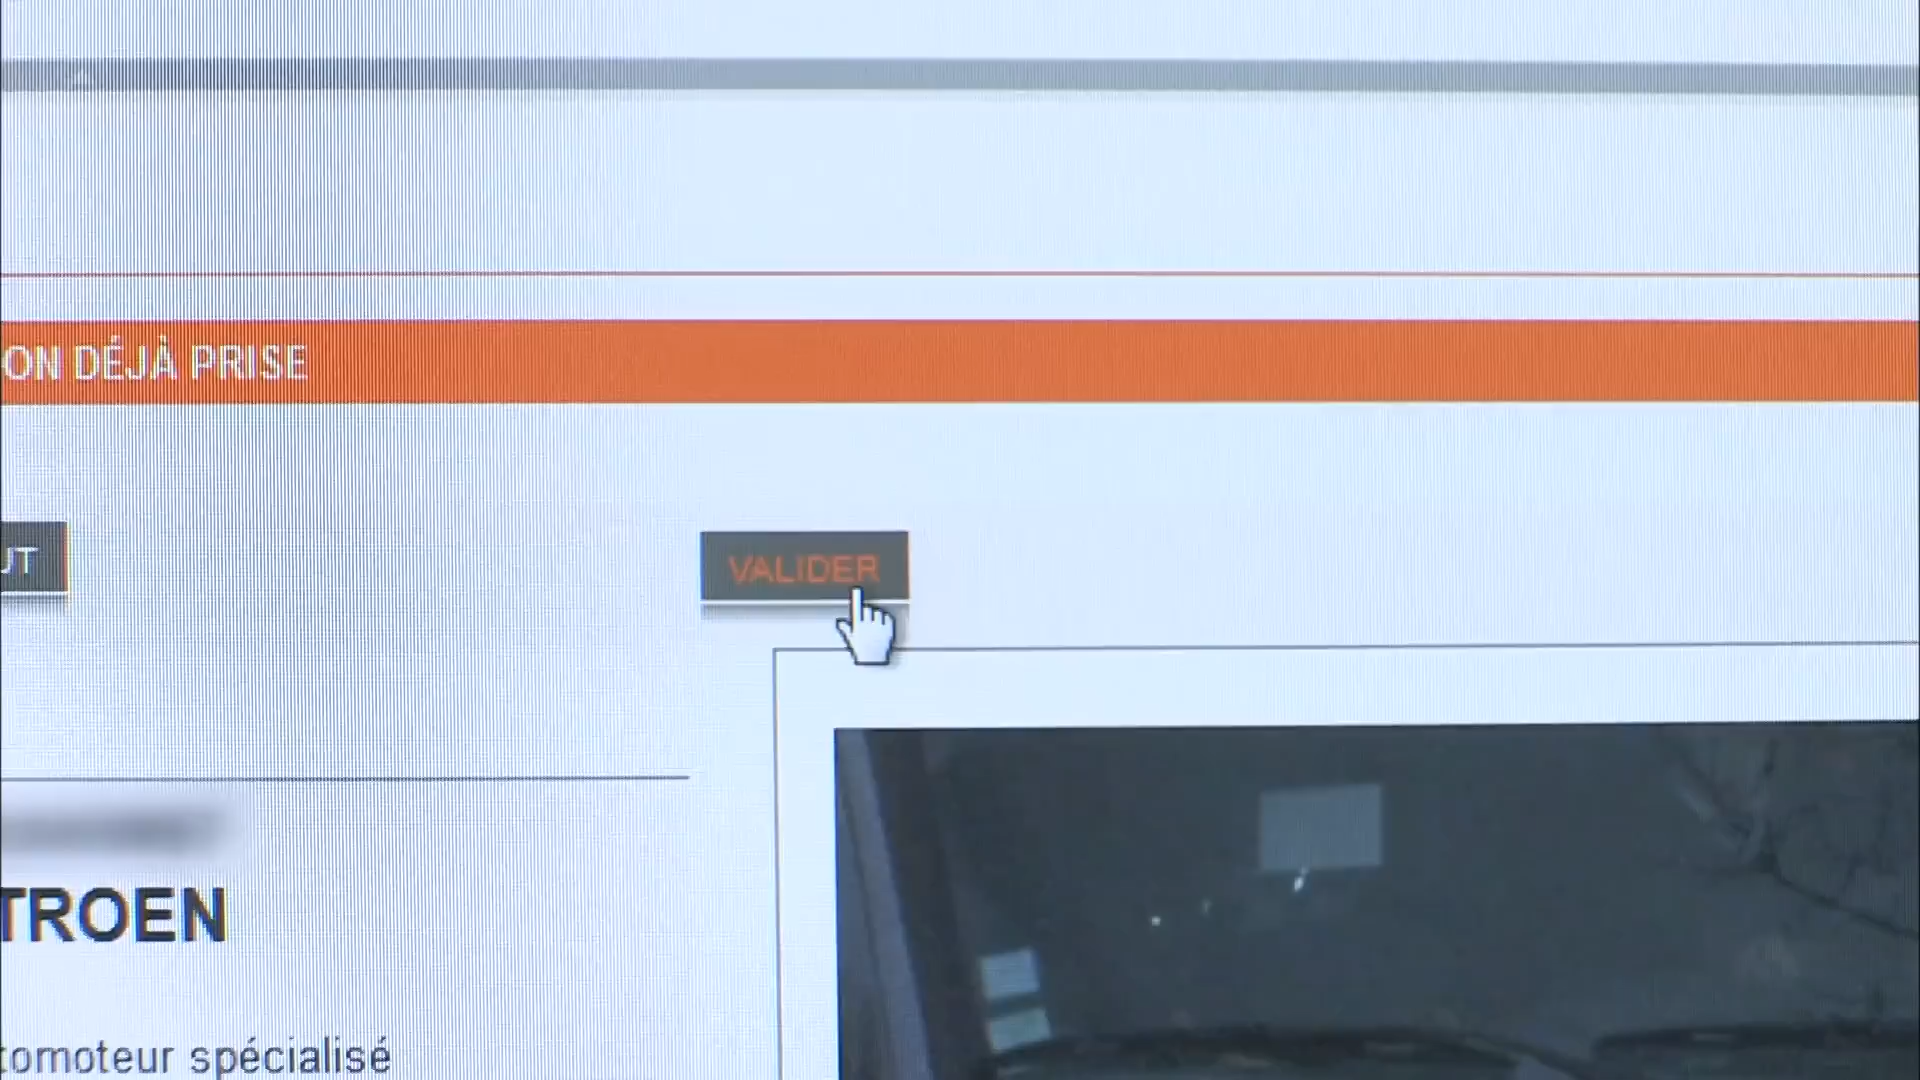 ON DÉJÀ PRISE
UT
VALIDER
TROEN
tomoteur spécialisé